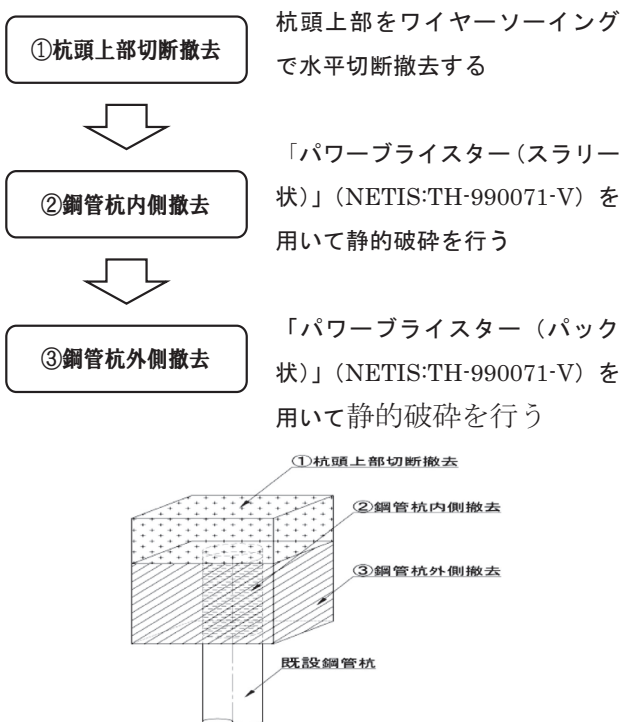 ①杭頭上部切断撤去
杭頭上部をワイヤーソーイング
で水平切断撤去する
②鋼管杭内側撤去
「パワーブライスター(スラリー
状)」(NETIS:TH-990071-V) を
用いて静的破砕を行う
③鋼管杭外側撤去
「パワーブライスター(パック
状)」(NETIS:TH-990071-V) を
用いて静的破砕を行う
①杭頭上部切断撤去
②鋼管杭内側撤去
③鋼管杭外側撤去
既設鋼管杭